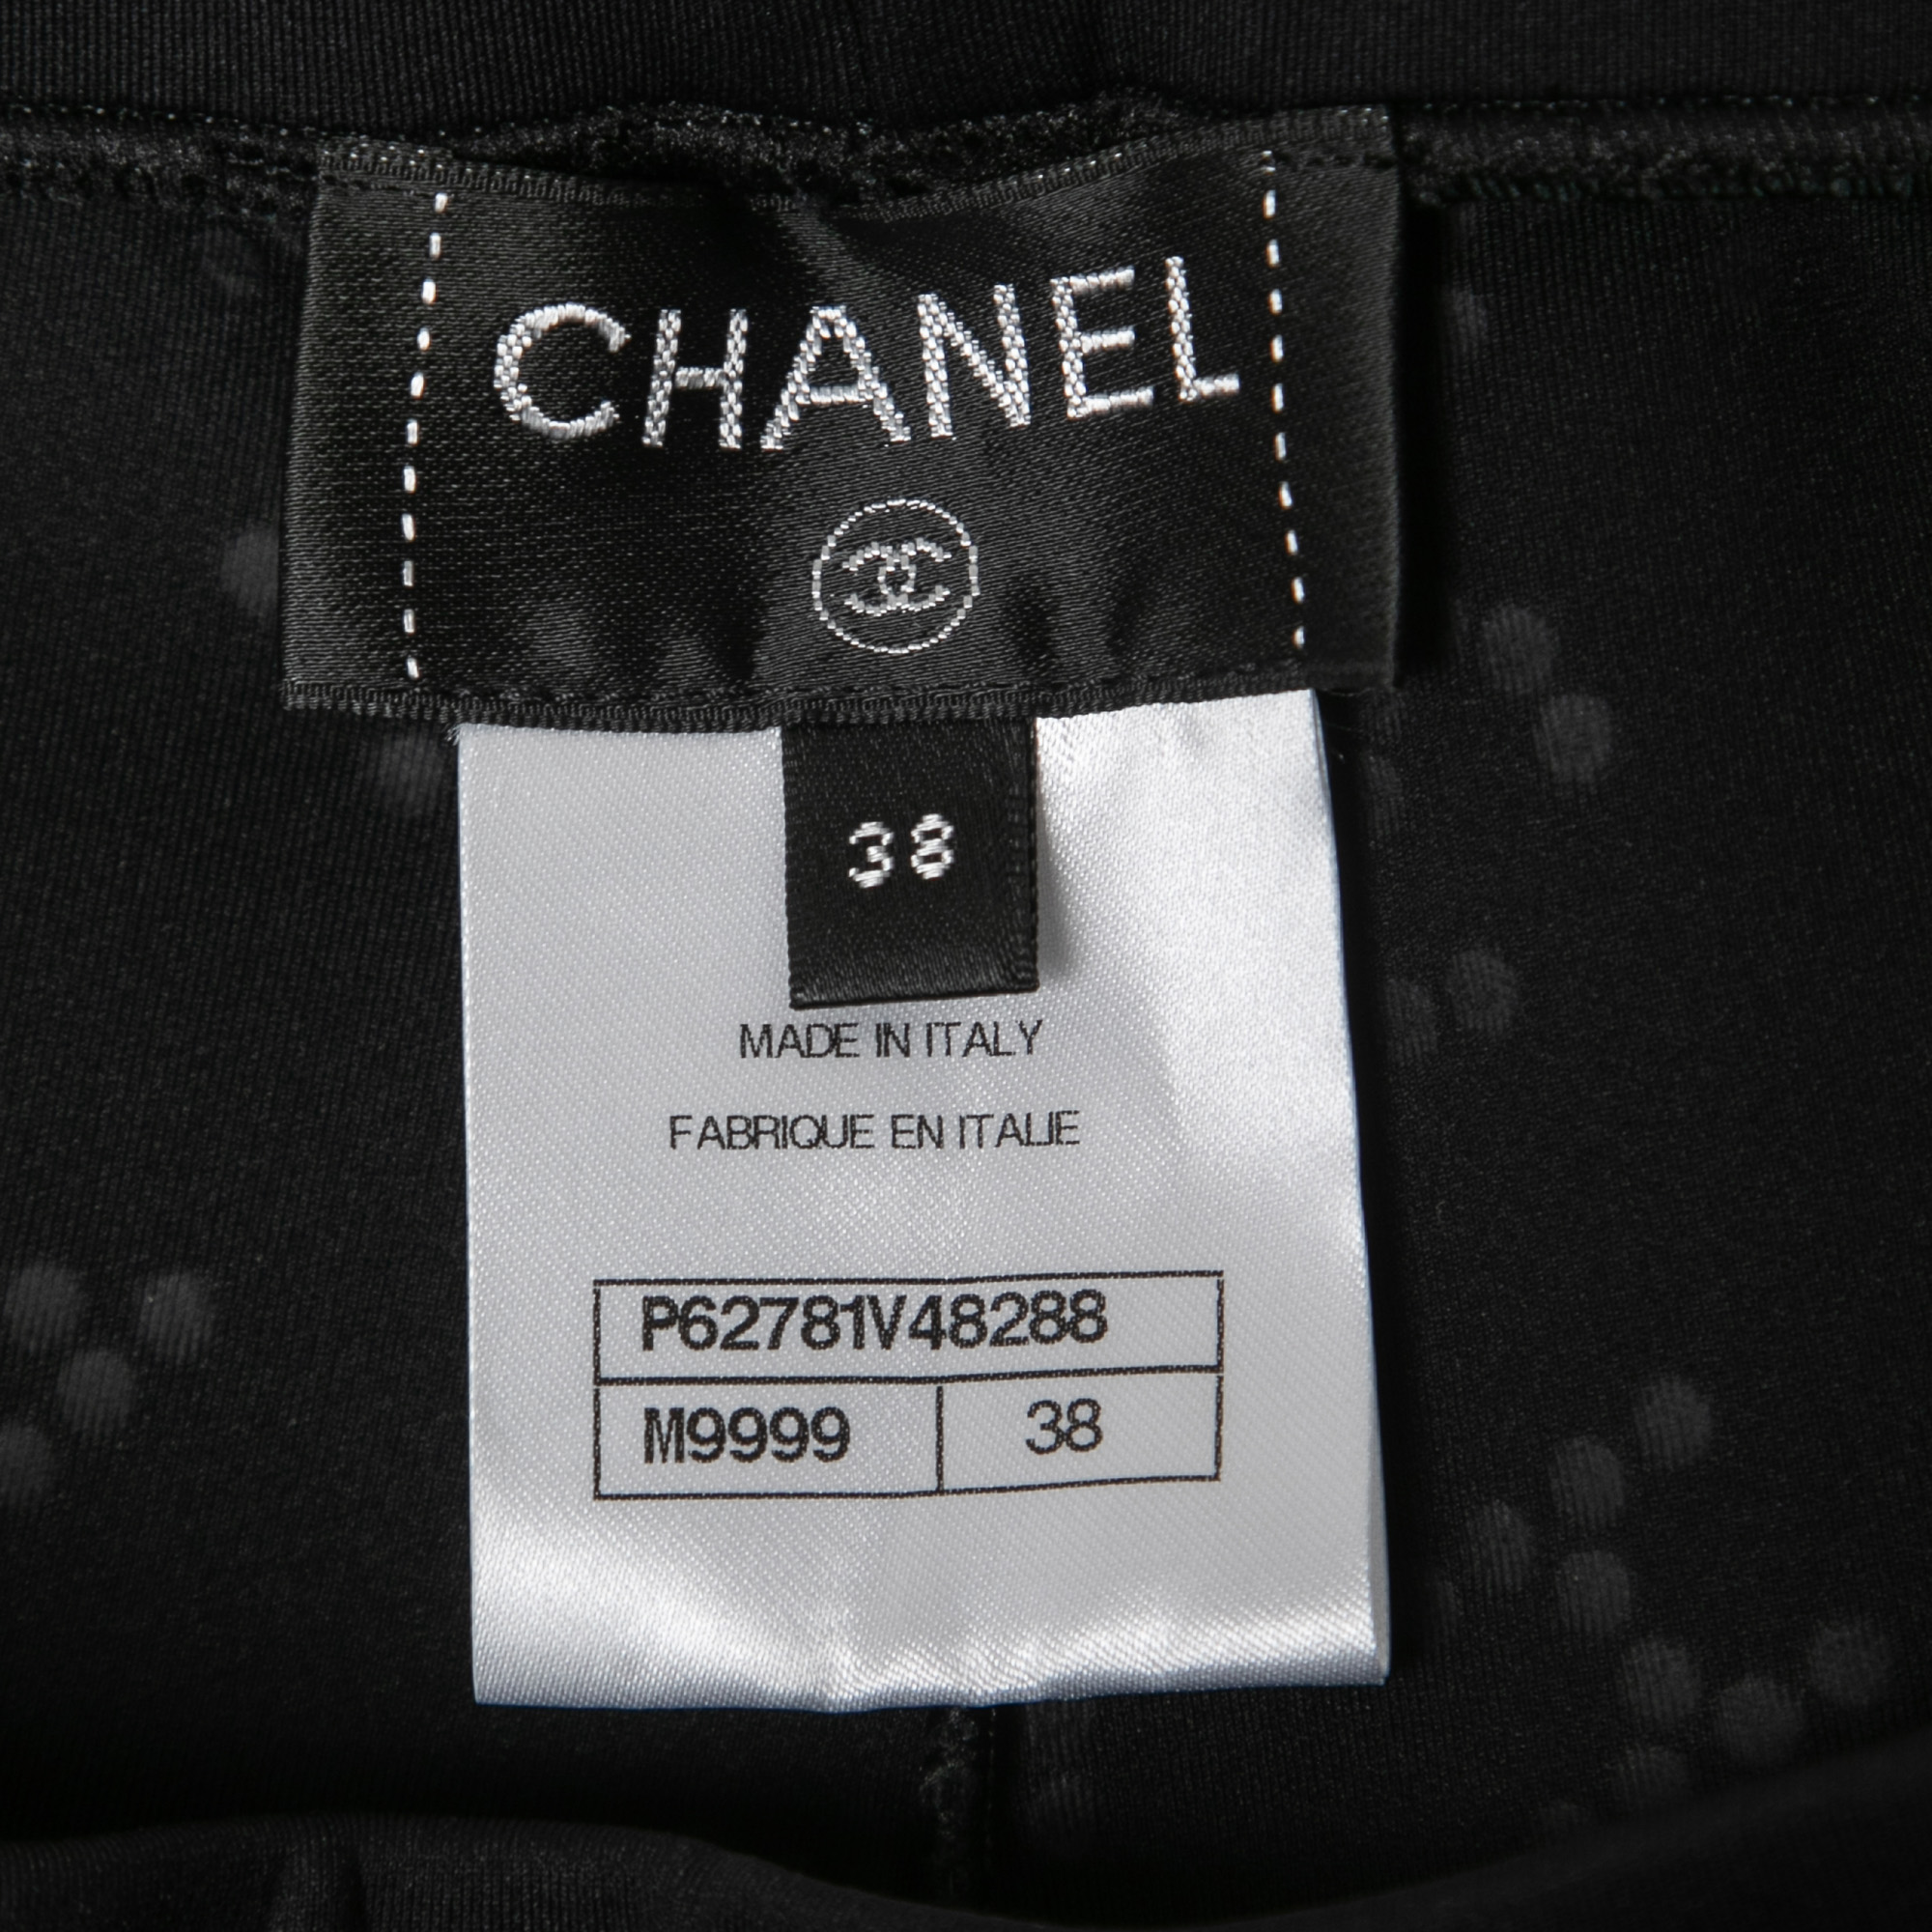 CHANEL
38
MADE IN ITALY
FABRIQUE EN ITALIE
P62781V48288
M9999 38